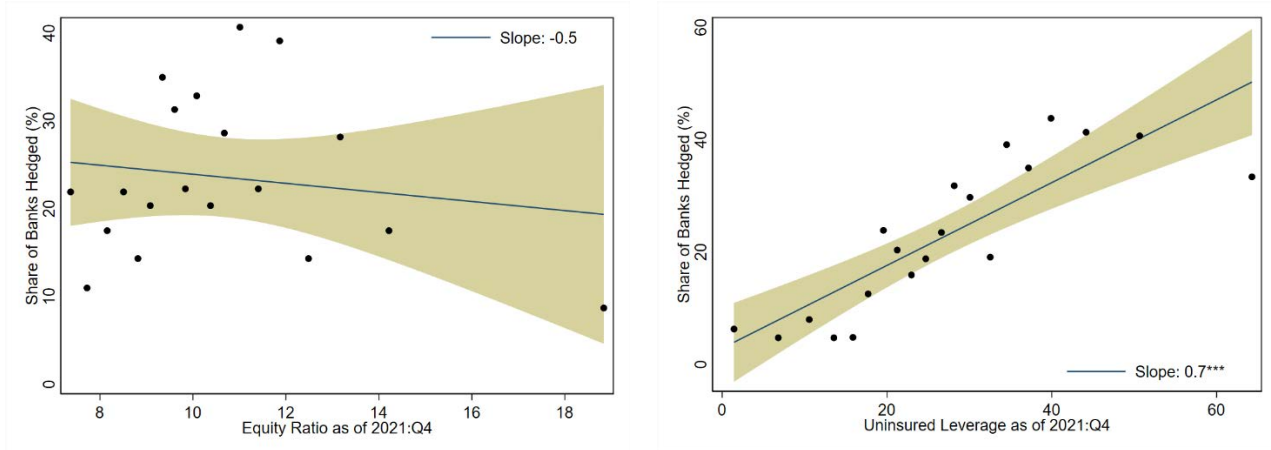 Share of Banks Hedged (%)
40
30
20
10
0
Slope: -0.5
8 10 12 14 16 18
Equity Ratio as of 2021:Q4
Share of Banks Hedged (%)
60
40
20
0
Slope: 0.7***
0 20 40 60
Uninsured Leverage as of 2021:Q4